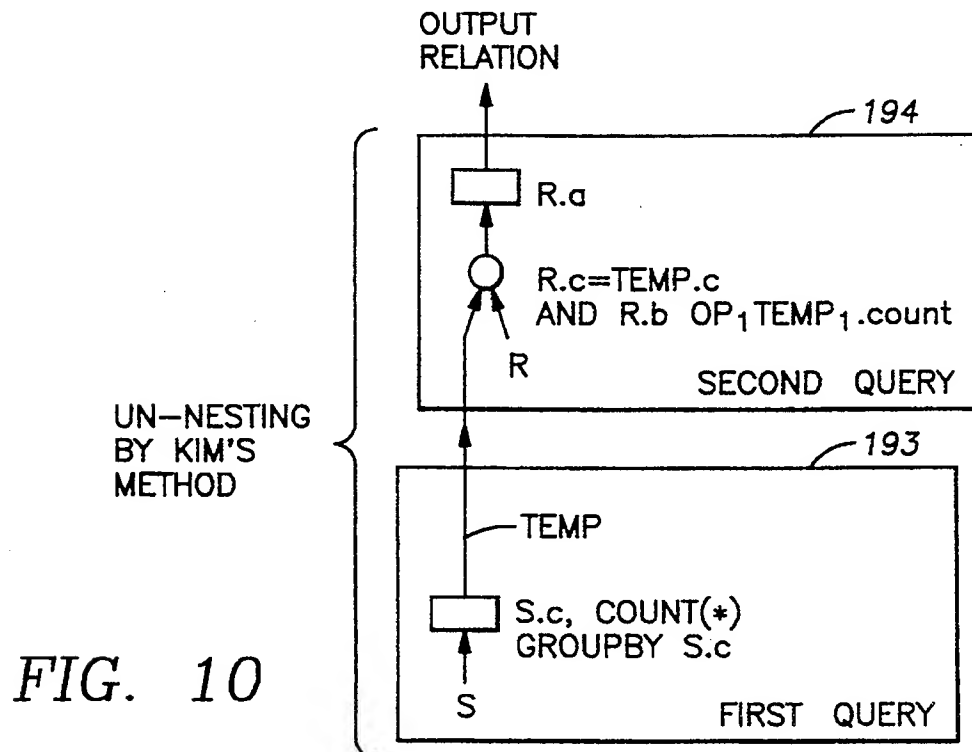 OUTPUT
RELATION
194
R.a
R.c=TEMP.c
AND R.b OP₁TEMP₁.count
R
SECOND QUERY
UN-NESTING
BY KIM'S
METHOD
193
TEMP
S.c, COUNT(*)
GROUPBY S.c
S
FIRST QUERY
FIG. 10